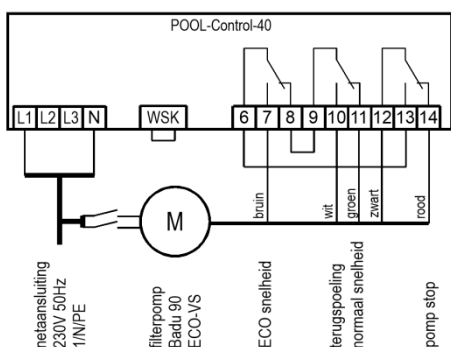 POOL-Control-40
L1 L2 L3 N WSK 6 7 8 9 10 11 12 13 14
bruin
wit
groen
zwart
rood
M
netaansluiting
230V 50Hz
1/N/PE
filterpomp
Badu 90
ECO-VS
ECO snelheid
terugspoeling
normaal snelheid
pomp stop